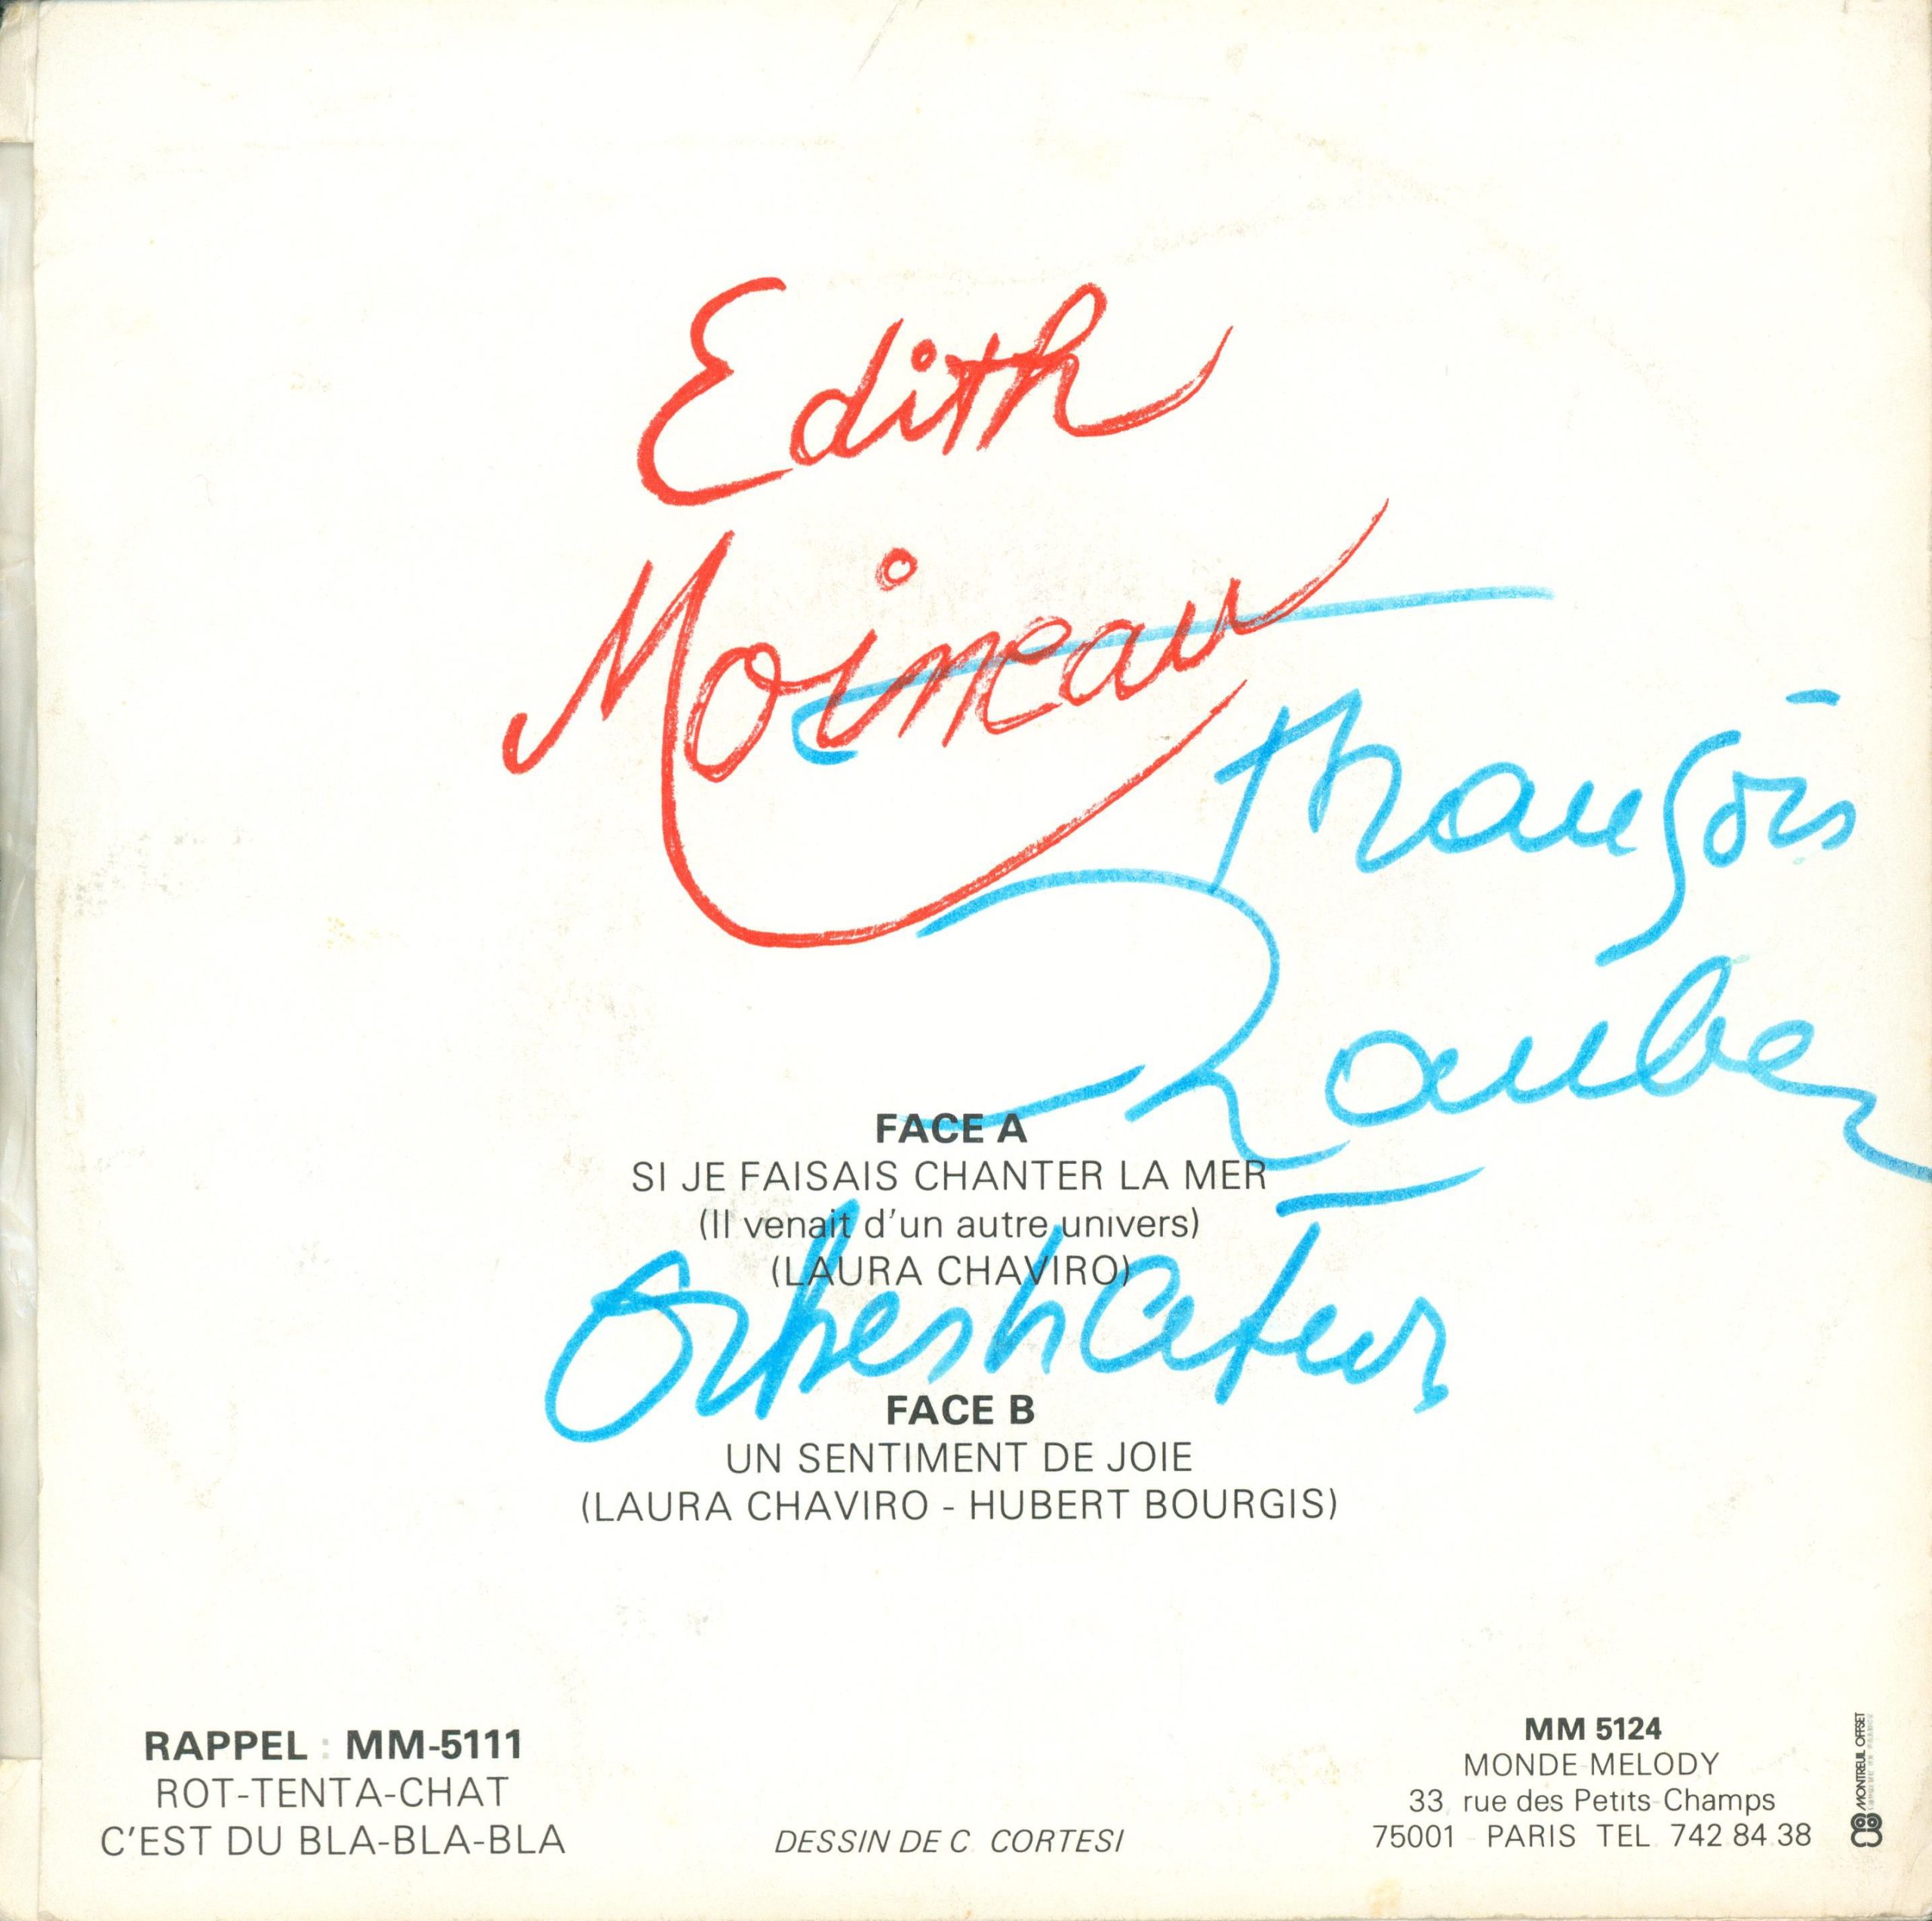 Edith
Moineau
François
Rauber
FACE A
SI JE FAISAIS CHANTER LA MER
(Il venait d'un autre univers)
(LAURA CHAVIRO)
Orchestrateur
FACE B
UN SENTIMENT DE JOIE
(LAURA CHAVIRO - HUBERT BOURGIS)
RAPPEL : MM-5111
ROT-TENTA-CHAT
C'EST DU BLA-BLA-BLA
DESSIN DE C. CORTESI
MM 5124
MONDE MELODY
33 rue des Petits-Champs
75001 - PARIS TEL 742 84.38
MONTREUIL OFFSET